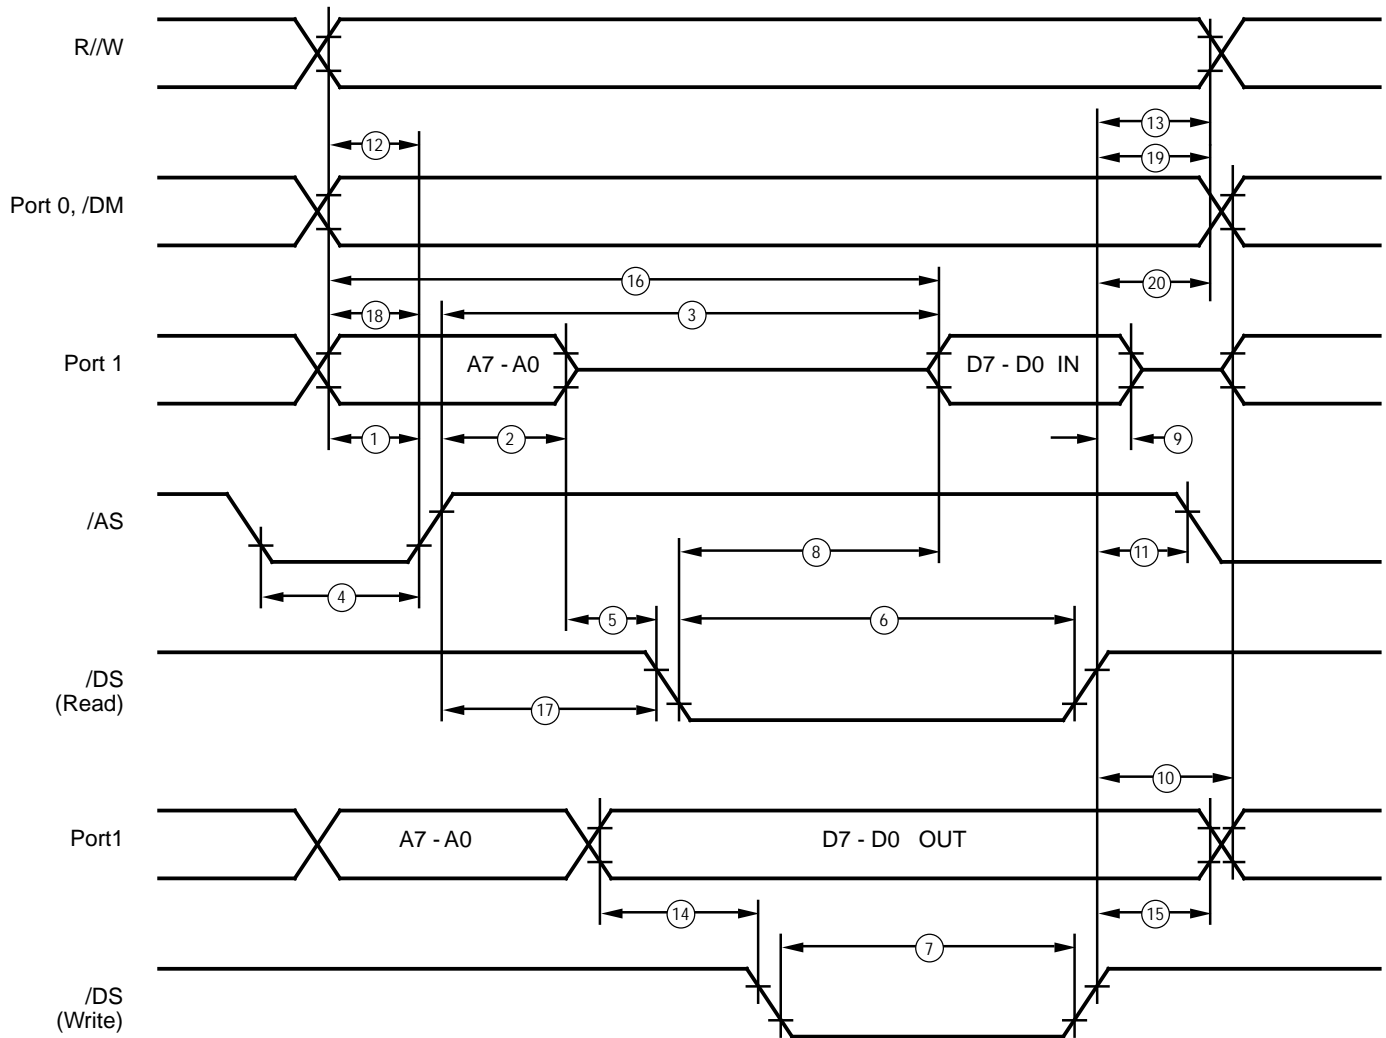 R//W
13
12
19
Port 0, /DM
16
20
18
3
Port 1
A7 - A0
D7 - D0 IN
1
2
9
/AS
8
11
4
5
6
/DS
(Read)
17
10
Port1
A7 - A0
D7 - D0 OUT
14
15
7
/DS
(Write)